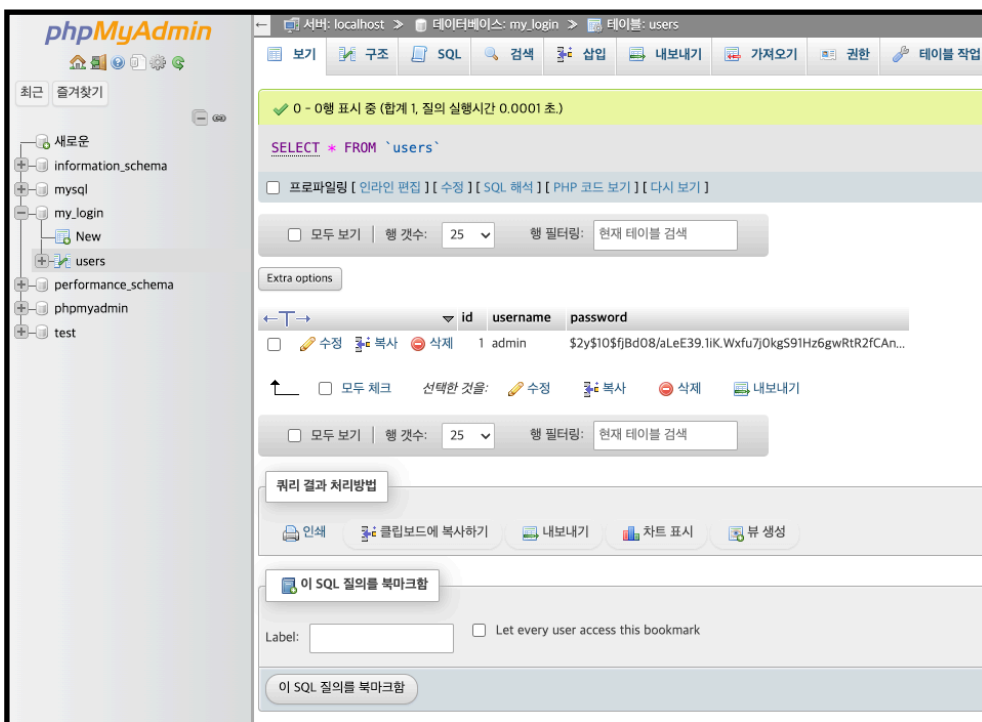 phpMyAdmin
최근 즐겨찾기
새로운
information_schema
mysql
my_login
New
users
performance_schema
phpmyadmin
test
서버: localhost ≫ 데이터베이스: my_login ≫ 테이블: users
보기 구조 SQL 검색 삽입 내보내기 가져오기 권한 테이블 작업
0 - 0행 표시 중 (합계 1, 질의 실행시간 0.0001 초.)
SELECT * FROM `users`
프로파일링 [ 인라인 편집 ] [ 수정 ] [ SQL 해석 ] [ PHP 코드 보기 ] [ 다시 보기 ]
모두 보기 행 갯수: 25 행 필터링: 현재 테이블 검색
Extra options
id username password
수정 복사 삭제 1 admin $2y$10$fjBdO8/aLeE39.1iK.Wxfu7j0kgS91Hz6gwRtR2fCAn...
모두 체크 선택한 것을: 수정 복사 삭제 내보내기
모두 보기 행 갯수: 25 행 필터링: 현재 테이블 검색
쿼리 결과 처리방법
인쇄 클립보드에 복사하기 내보내기 차트 표시 뷰 생성
이 SQL 질의를 북마크함
Label: Let every user access this bookmark
이 SQL 질의를 북마크함